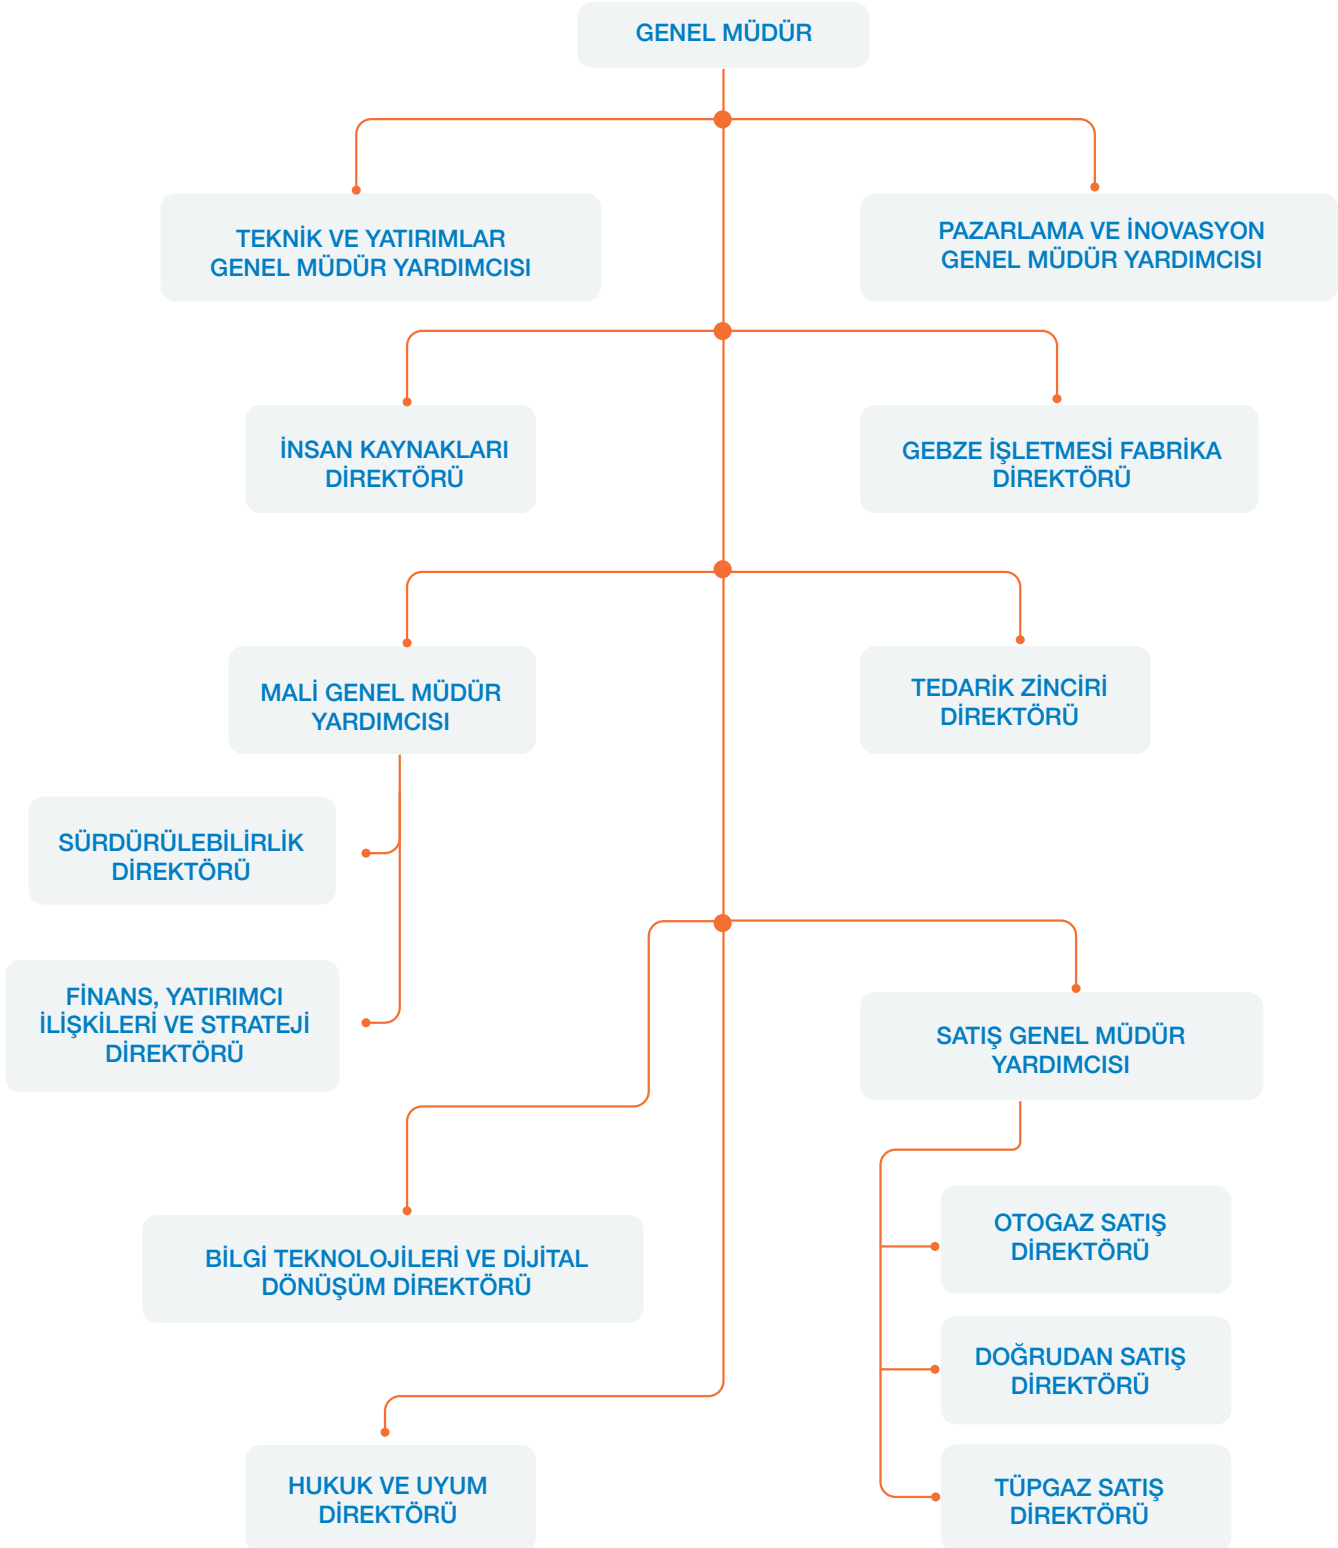 GENEL MÜDÜR
TEKNİK VE YATIRIMLAR
GENEL MÜDÜR YARDIMCISI
PAZARLAMA VE İNOVASYON
GENEL MÜDÜR YARDIMCISI
İNSAN KAYNAKLARI
DİREKTÖRÜ
GEBZE İŞLETMESİ FABRİKA
DİREKTÖRÜ
MALİ GENEL MÜDÜR
YARDIMCISI
TEDARİK ZİNCİRİ
DİREKTÖRÜ
SÜRDÜRÜLEBİLİRLİK
DİREKTÖRÜ
FİNANS, YATIRIMCI
İLİŞKİLERİ VE STRATEJİ
DİREKTÖRÜ
SATIŞ GENEL MÜDÜR
YARDIMCISI
BİLGİ TEKNOLOJİLERİ VE DİJİTAL
DÖNÜŞÜM DİREKTÖRÜ
OTOGAZ SATIŞ
DİREKTÖRÜ
DOĞRUDAN SATIŞ
DİREKTÖRÜ
HUKUK VE UYUM
DİREKTÖRÜ
TÜPGAZ SATIŞ
DİREKTÖRÜ